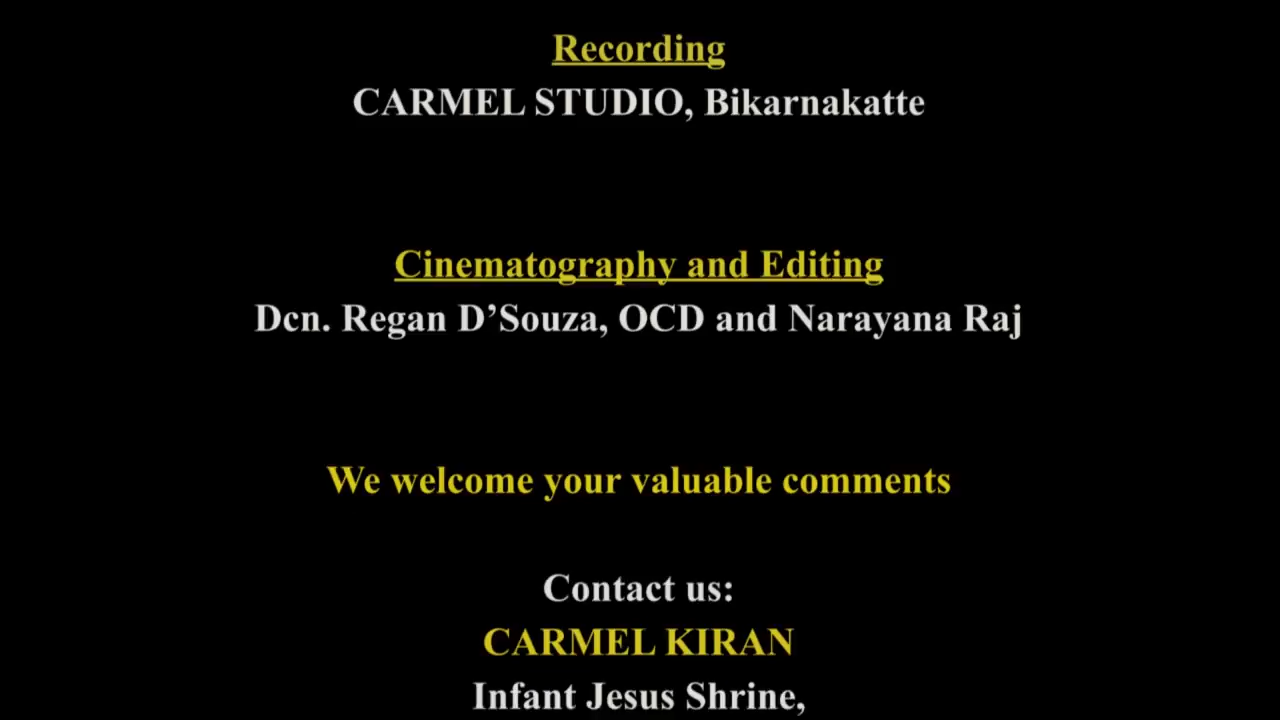 Recording
CARMEL STUDIO, Bikarnakatte
Cinematography and Editing
Dcn. Regan D’Souza, OCD and Narayana Raj
We welcome your valuable comments
Contact us:
CARMEL KIRAN
Infant Jesus Shrine,